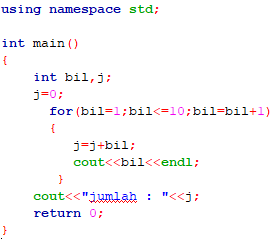 using namespace std;
int main()
{
int bil,j;
j=0;
for(bil=1;bil<=10;bil=bil+1)
{
j=j+bil;
cout<<bil<<endl;
}
cout<<"jumlah : "<<j;
return 0;
}